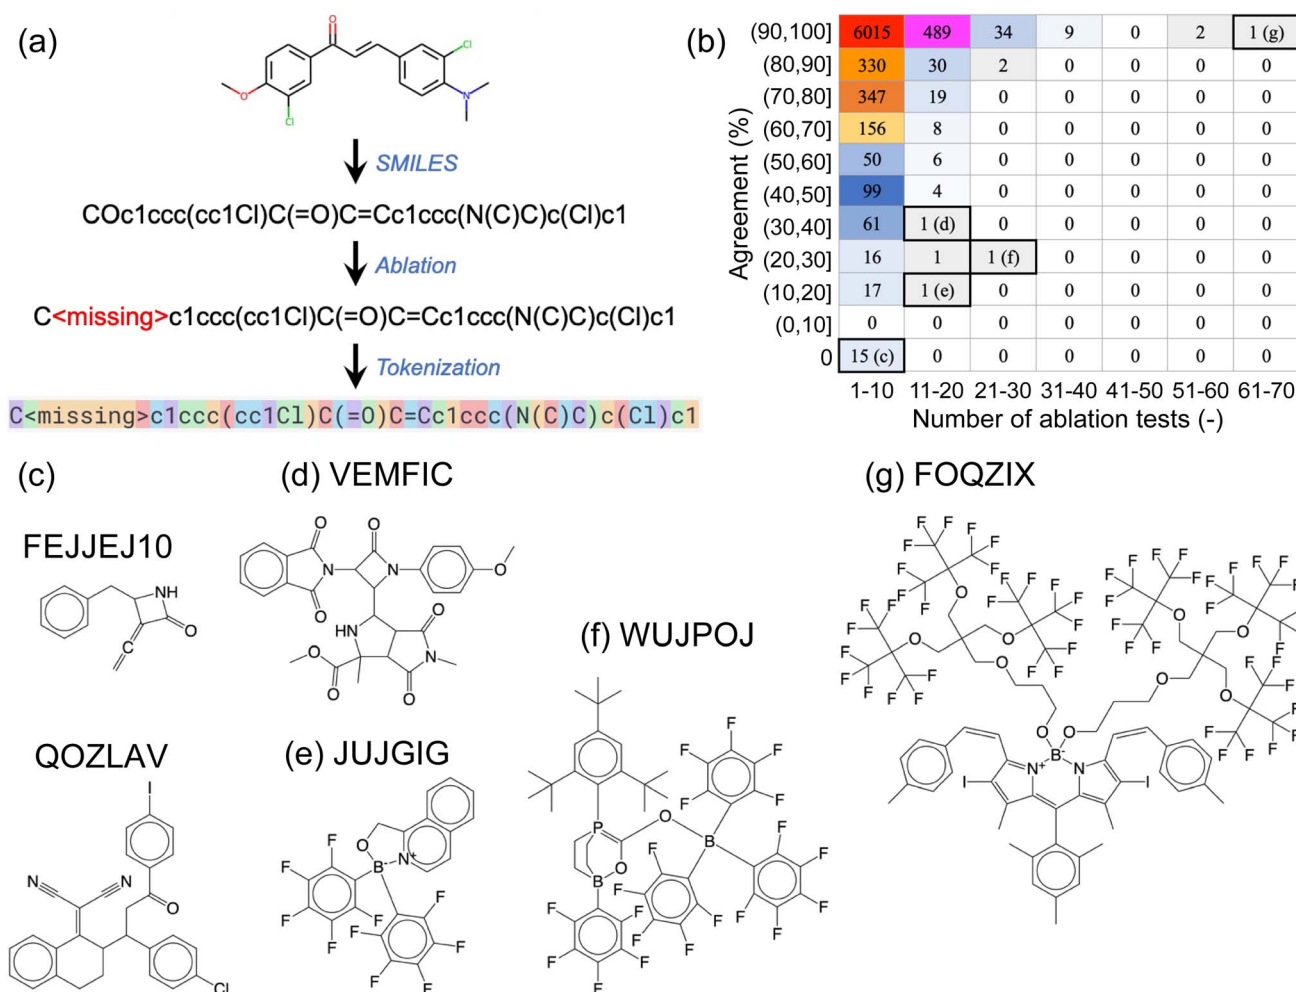 (a)
SMILES
COc1ccc(cc1Cl)C(=O)C=Cc1ccc(N(C)C)c(Cl)c1
Ablation
C<missing>c1ccc(cc1Cl)C(=O)C=Cc1ccc(N(C)C)c(Cl)c1
Tokenization
C<missing>c1ccc(cc1Cl)C(=O)C=Cc1ccc(N(C)C)c(Cl)c1
(b)
Agreement (%)
(90,100] 6015 489 34 9 0 2 1 (g)
(80,90] 330 30 2 0 0 0 0
(70,80] 347 19 0 0 0 0 0
(60,70] 156 8 0 0 0 0 0
(50,60] 50 6 0 0 0 0 0
(40,50] 99 4 0 0 0 0 0
(30,40] 61 1 (d) 0 0 0 0 0
(20,30] 16 1 1 (f) 0 0 0 0
(10,20] 17 1 (e) 0 0 0 0 0
(0,10] 0 0 0 0 0 0 0
0 15 (c) 0 0 0 0 0 0
1-10 11-20 21-30 31-40 41-50 51-60 61-70
Number of ablation tests (-)
(c)
FEJJEJ10
QOZLAV
(d) VEMFIC
(e) JUJGIG
(f) WUJPOJ
(g) FOQZIX